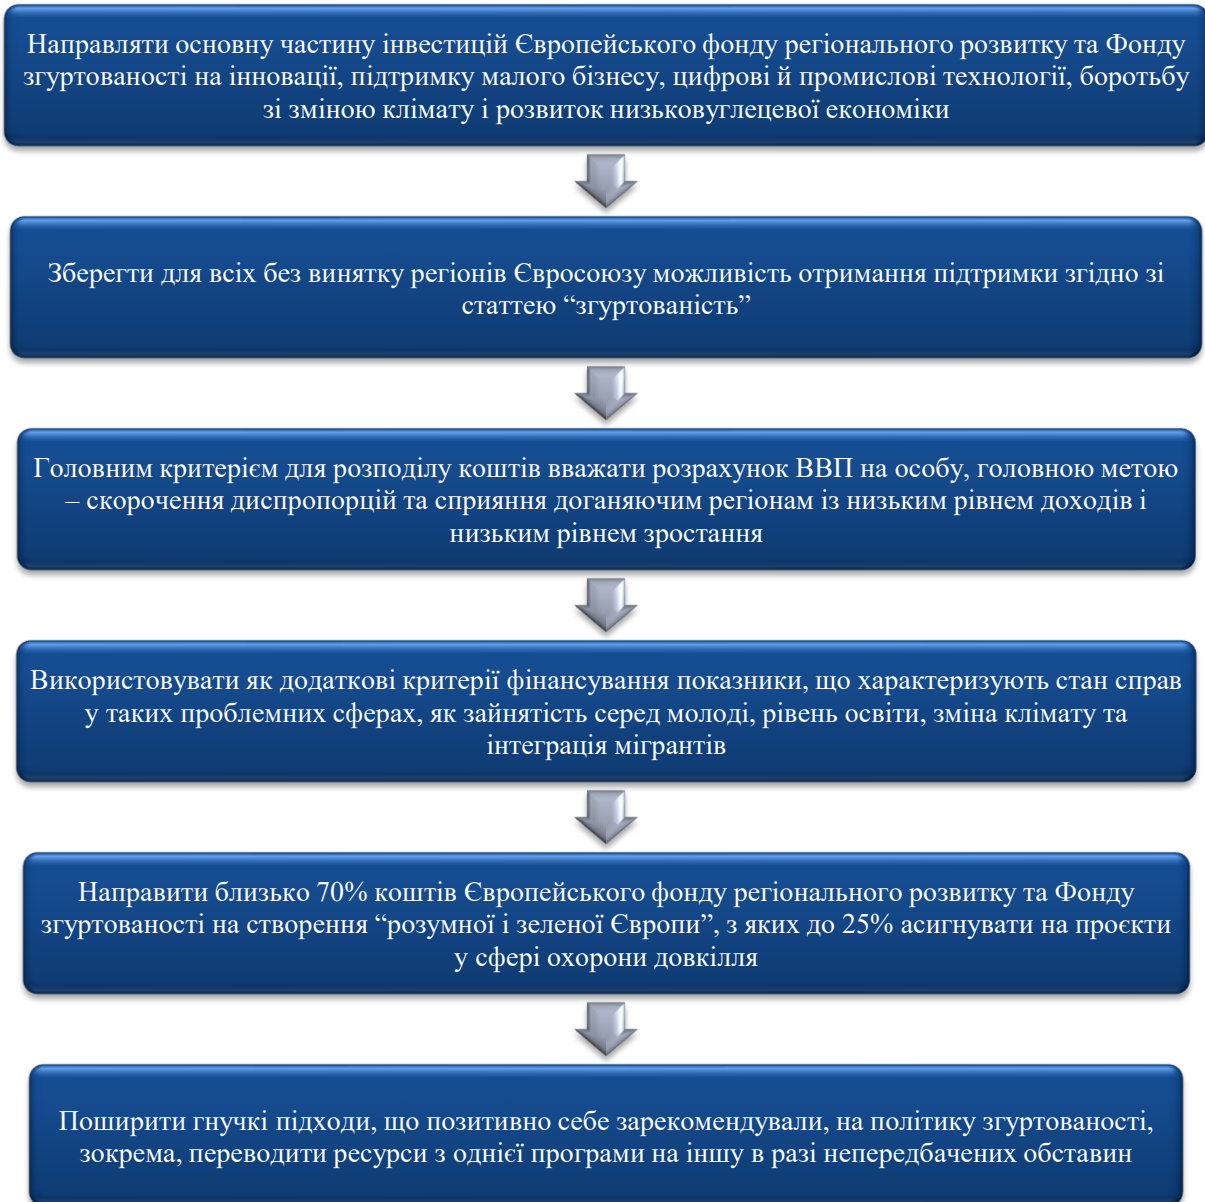 Направляти основну частину інвестицій Європейського фонду регіонального розвитку та Фонду
згуртованості на інновації, підтримку малого бізнесу, цифрові й промислові технології, боротьбу
зі зміною клімату і розвиток низьковуглецевої економіки
Зберегти для всіх без винятку регіонів Євросоюзу можливість отримання підтримки згідно зі
статтею “згуртованість”
Головним критерієм для розподілу коштів вважати розрахунок ВВП на особу, головною метою
– скорочення диспропорцій та сприяння доганяючим регіонам із низьким рівнем доходів і
низьким рівнем зростання
Використовувати як додаткові критерії фінансування показники, що характеризують стан справ
у таких проблемних сферах, як зайнятість серед молоді, рівень освіти, зміна клімату та
інтеграція мігрантів
Направити близько 70% коштів Європейського фонду регіонального розвитку та Фонду
згуртованості на створення “розумної і зеленої Європи”, з яких до 25% асигнувати на проєкти
у сфері охорони довкілля
Поширити гнучкі підходи, що позитивно себе зарекомендували, на політику згуртованості,
зокрема, переводити ресурси з однієї програми на іншу в разі непередбачених обставин